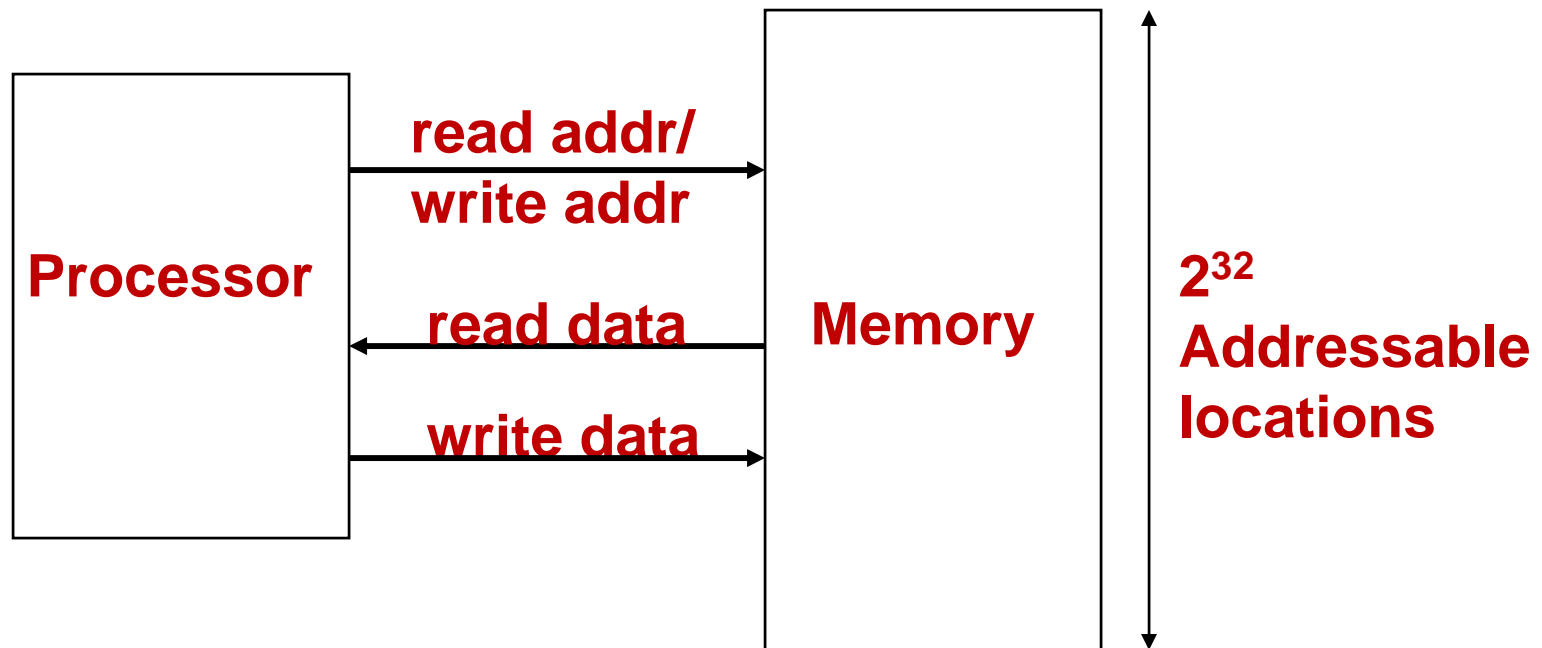 Processor
read addr/
write addr
read data
write data
Memory
2³²
Addressable
locations